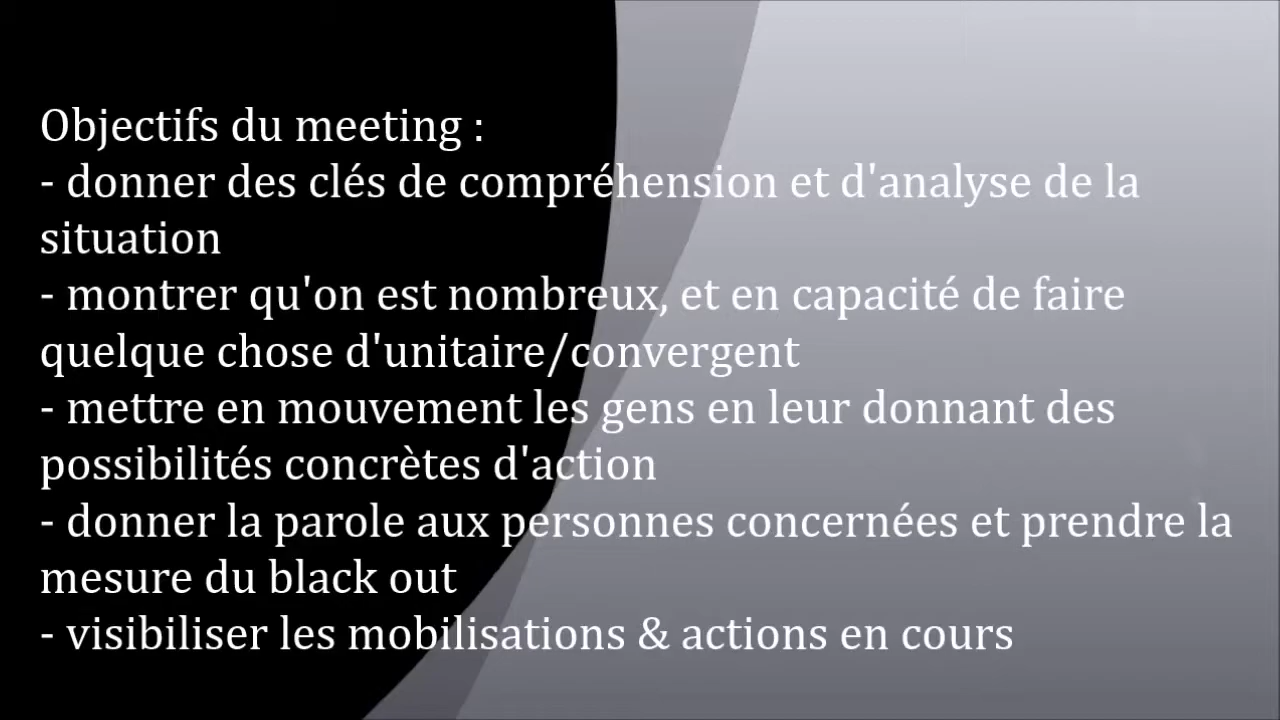 Objectifs du meeting :
- donner des clés de compréhension et d'analyse de la
situation
- montrer qu'on est nombreux, et en capacité de faire
quelque chose d'unitaire/convergent
- mettre en mouvement les gens en leur donnant des
possibilités concrètes d'action
- donner la parole aux personnes concernées et prendre la
mesure du black out
- visibiliser les mobilisations & actions en cours